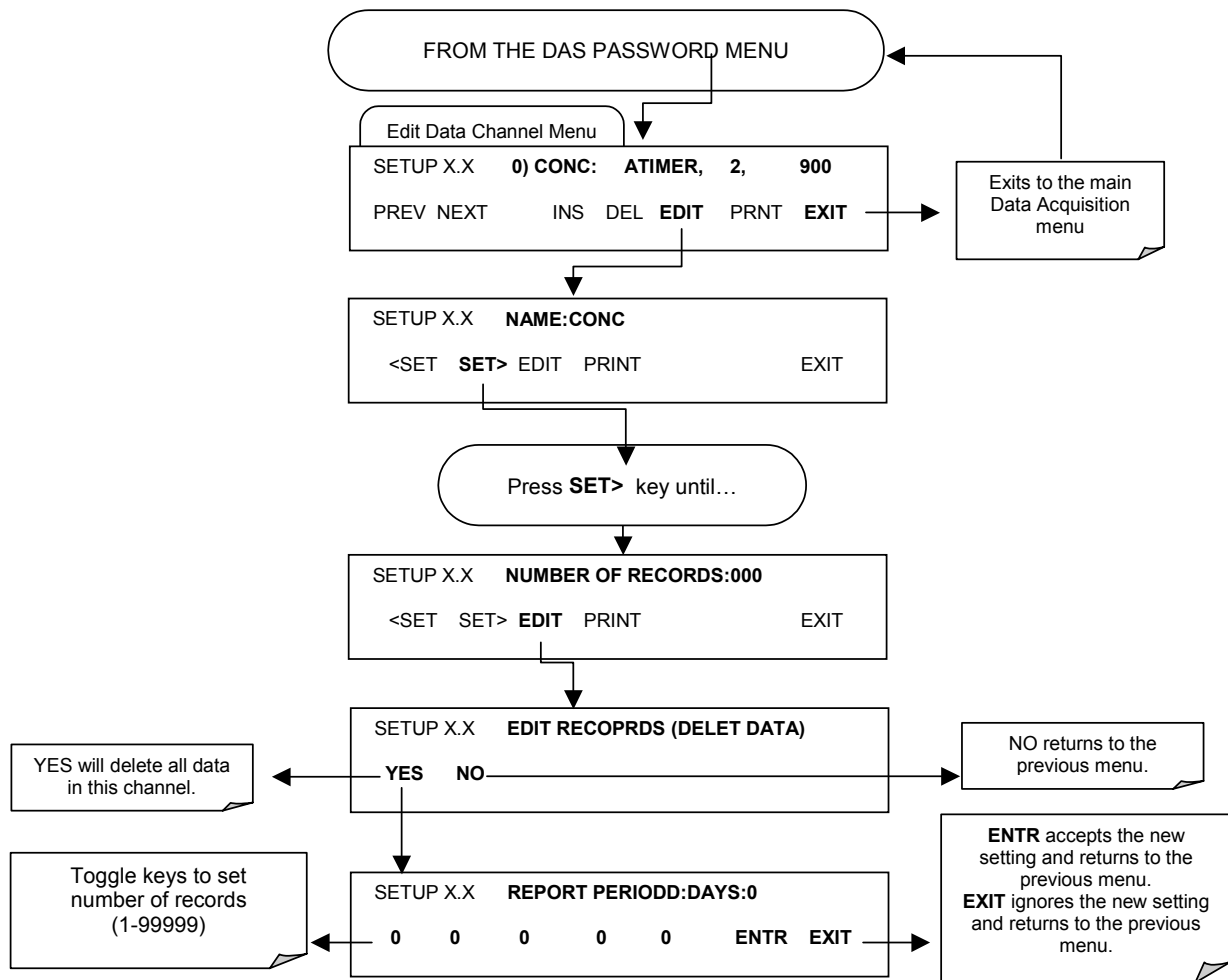 FROM THE DAS PASSWORD MENU
Edit Data Channel Menu
SETUP X.X 0) CONC: ATIMER, 2, 900
PREV NEXT INS DEL EDIT PRNT EXIT
Exits to the main
Data Acquisition
menu
SETUP X.X NAME:CONC
<SET SET> EDIT PRINT EXIT
Press SET> key until…
SETUP X.X NUMBER OF RECORDS:000
<SET SET> EDIT PRINT EXIT
SETUP X.X EDIT RECOPRDS (DELET DATA)
YES NO
YES will delete all data
in this channel.
NO returns to the
previous menu.
SETUP X.X REPORT PERIODD:DAYS:0
0 0 0 0 0 ENTR EXIT
Toggle keys to set
number of records
(1-99999)
ENTR accepts the new
setting and returns to the
previous menu.
EXIT ignores the new setting
and returns to the previous
menu.